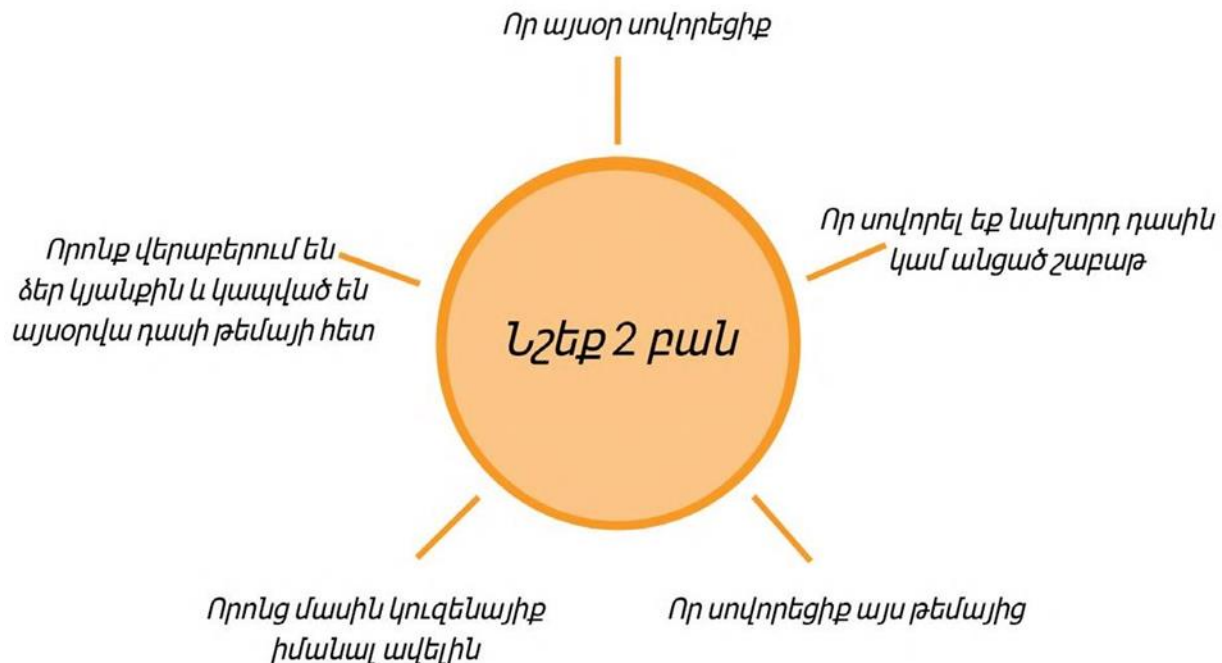 Որ այսօր սովորեցիք
Որ սովորել եք նախորդ դասին
կամ անցած շաբաթ
Որոնք վերաբերում են
ձեր կյանքին և կապված են
այսօրվա դասի թեմայի հետ
Նշեք 2 բան
Որոնց մասին կուզենայիք
իմանալ ավելին
Որ սովորեցիք այս թեմայից